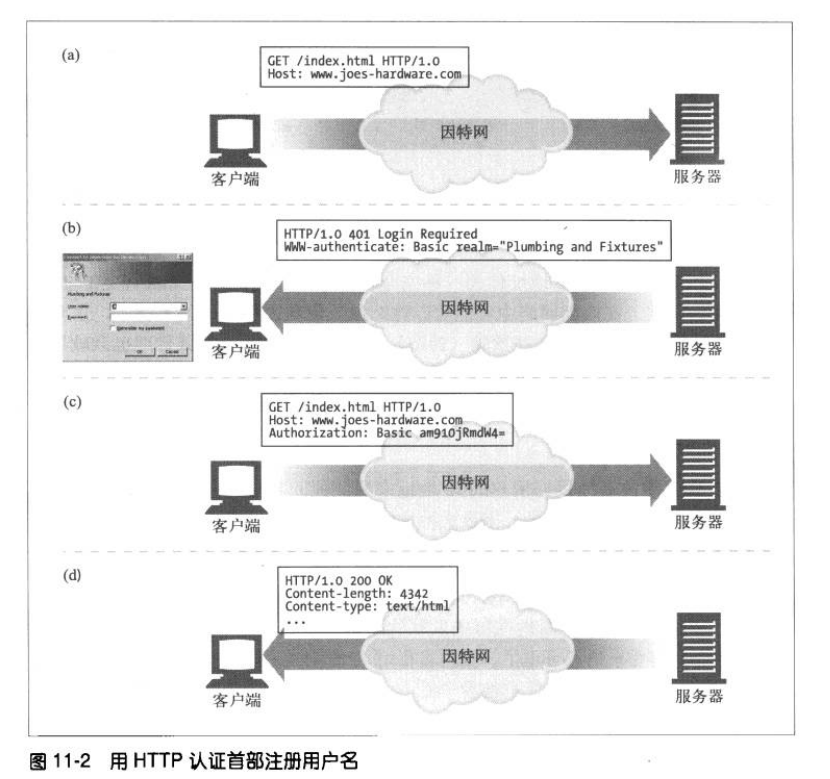 (a)
GET /index.html HTTP/1.0
Host: www.joes-hardware.com
因特网
客户端
服务器
(b)
HTTP/1.0 401 Login Required
WWW-authenticate: Basic realm="Plumbing and Fixtures"
Plumbing and Fixtures
User name:
Password:
Remember my password
OK
Cancel
因特网
客户端
服务器
(c)
GET /index.html HTTP/1.0
Host: www.joes-hardware.com
Authorization: Basic am910jRmdW4=
因特网
客户端
服务器
(d)
HTTP/1.0 200 OK
Content-length: 4342
Content-type: text/html
...
因特网
客户端
服务器
图 11-2 用 HTTP 认证首部注册用户名